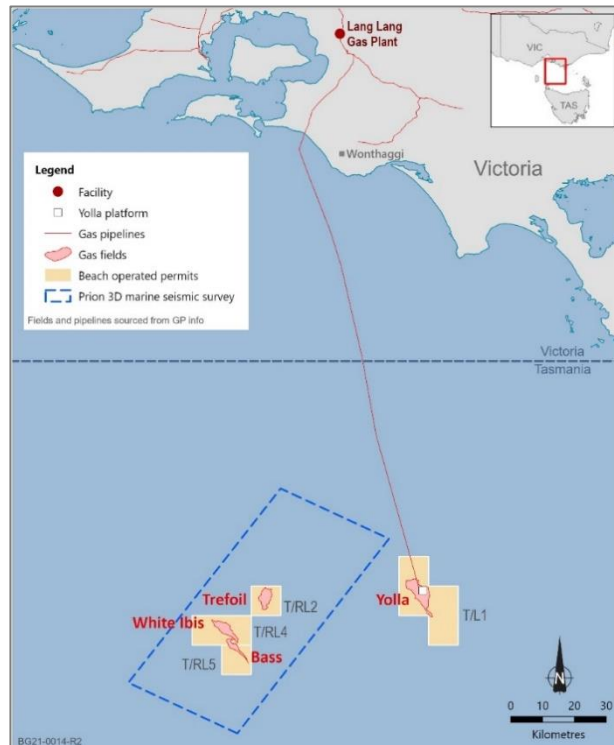 Lang Lang
Gas Plant
VIC
TAS
Wonthaggi
Victoria
Legend
Facility
Yolla platform
Gas pipelines
Gas fields
Beach operated permits
Prion 3D marine seismic survey
Fields and pipelines sourced from GP info
Victoria
Tasmania
Trefoil
T/RL2
Yolla
T/L1
White Ibis
T/RL4
T/RL5
Bass
N
0 10 20 30
Kilometres
BG21-0014-R2